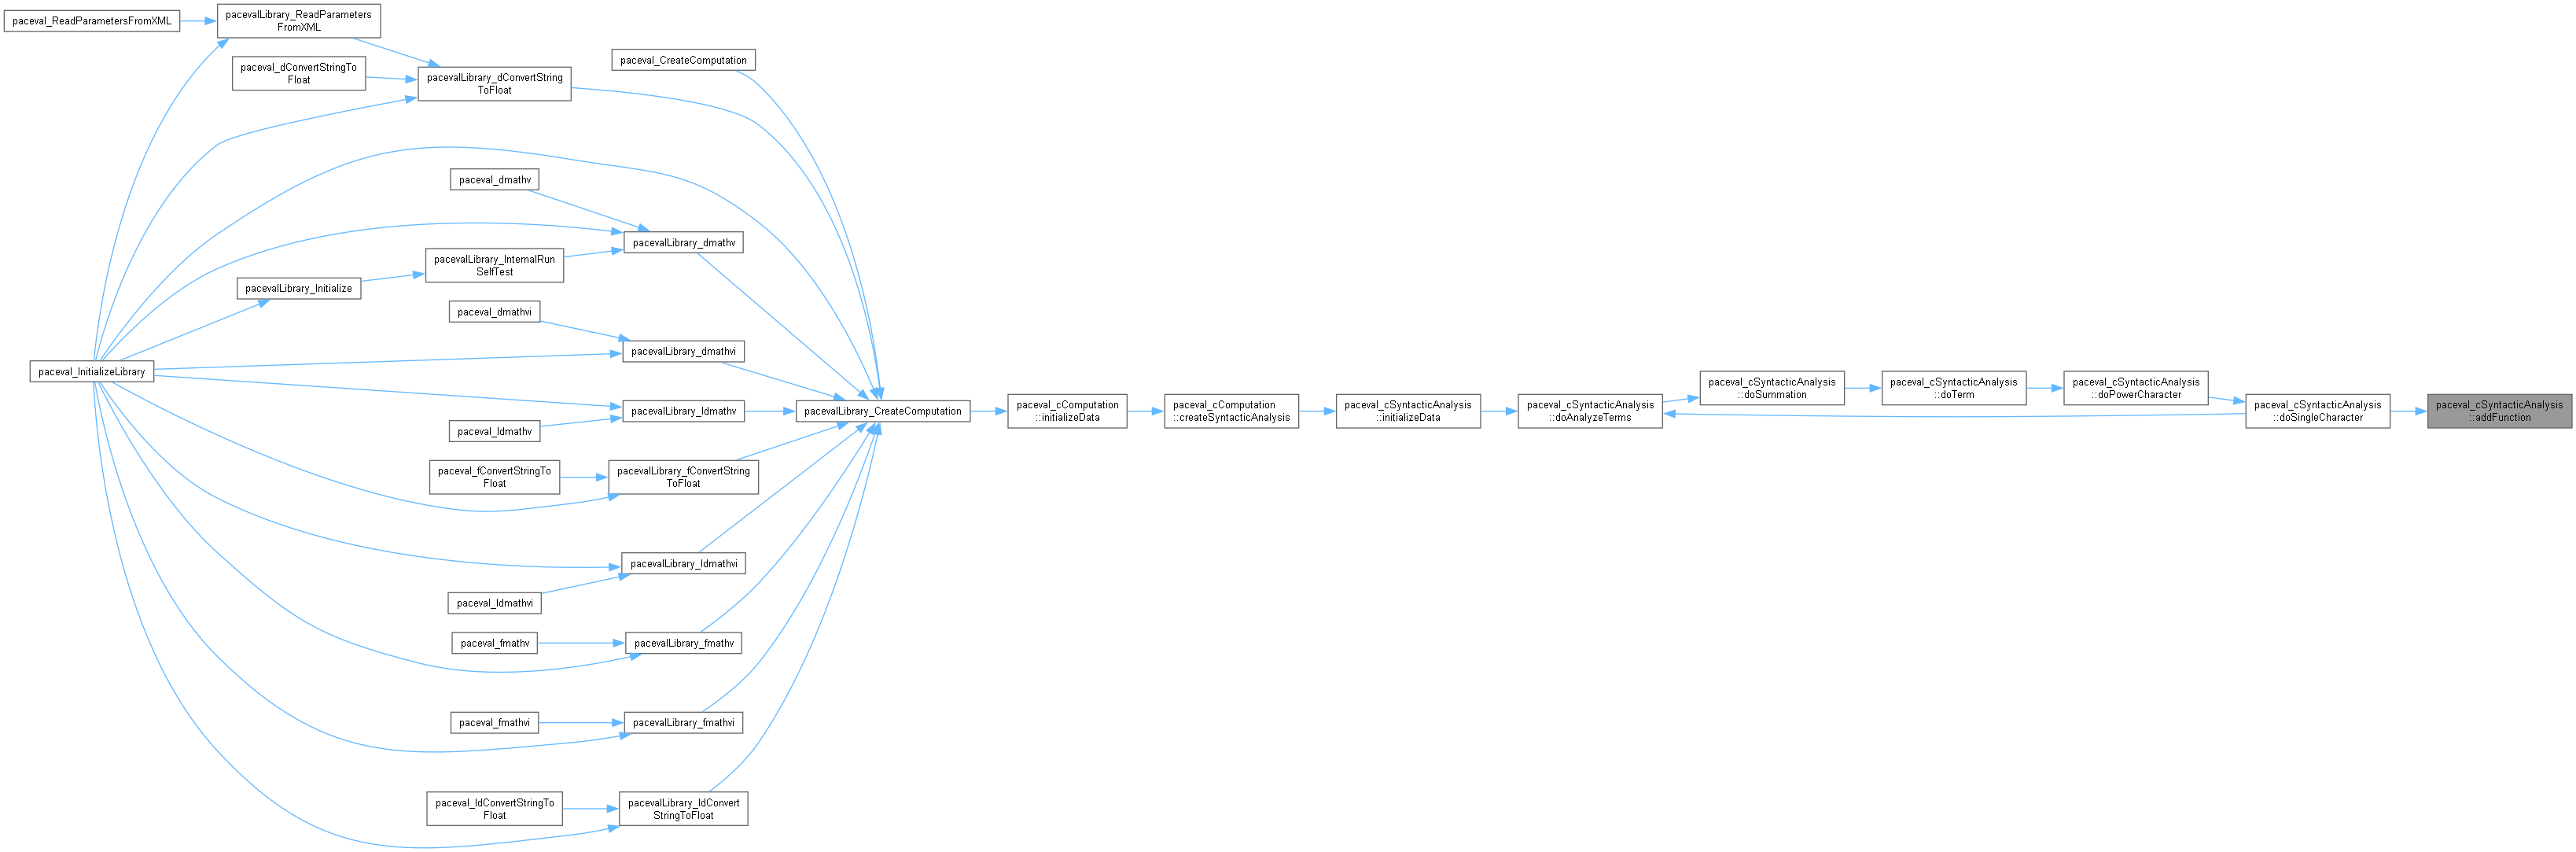 paceval_ReadParametersFromXML
pacevalLibrary_ReadParameters
FromXML
paceval_dConvertStringTo
Float
pacevalLibrary_dConvertString
ToFloat
paceval_CreateComputation
paceval_dmathv
pacevalLibrary_dmathv
pacevalLibrary_InternalRun
SelfTest
pacevalLibrary_Initialize
paceval_dmathvi
pacevalLibrary_dmathvi
paceval_InitializeLibrary
pacevalLibrary_ldmathv
paceval_ldmathv
pacevalLibrary_CreateComputation
paceval_cComputation
::initializeData
paceval_cComputation
::createSyntacticAnalysis
paceval_cSyntacticAnalysis
::initializeData
paceval_cSyntacticAnalysis
::doAnalyzeTerms
paceval_cSyntacticAnalysis
::doSummation
paceval_cSyntacticAnalysis
::doTerm
paceval_cSyntacticAnalysis
::doPowerCharacter
paceval_cSyntacticAnalysis
::doSingleCharacter
paceval_cSyntacticAnalysis
::addFunction
paceval_fConvertStringTo
Float
pacevalLibrary_fConvertString
ToFloat
pacevalLibrary_ldmathvi
paceval_ldmathvi
paceval_fmathv
pacevalLibrary_fmathv
paceval_fmathvi
pacevalLibrary_fmathvi
paceval_ldConvertStringTo
Float
pacevalLibrary_ldConvert
StringToFloat